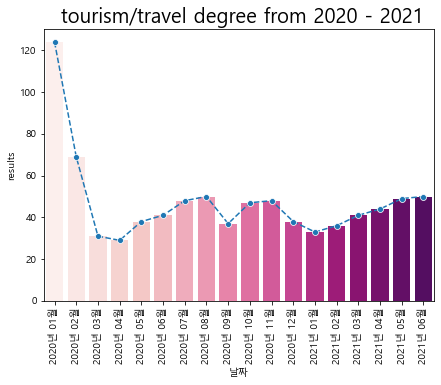 tourism/travel degree from 2020 - 2021
results
120
100
80
60
40
20
0
2020년 01월
2020년 02월
2020년 03월
2020년 04월
2020년 05월
2020년 06월
2020년 07월
2020년 08월
2020년 09월
2020년 10월
2020년 11월
2020년 12월
2021년 01월
2021년 02월
2021년 03월
2021년 04월
2021년 05월
2021년 06월
날짜